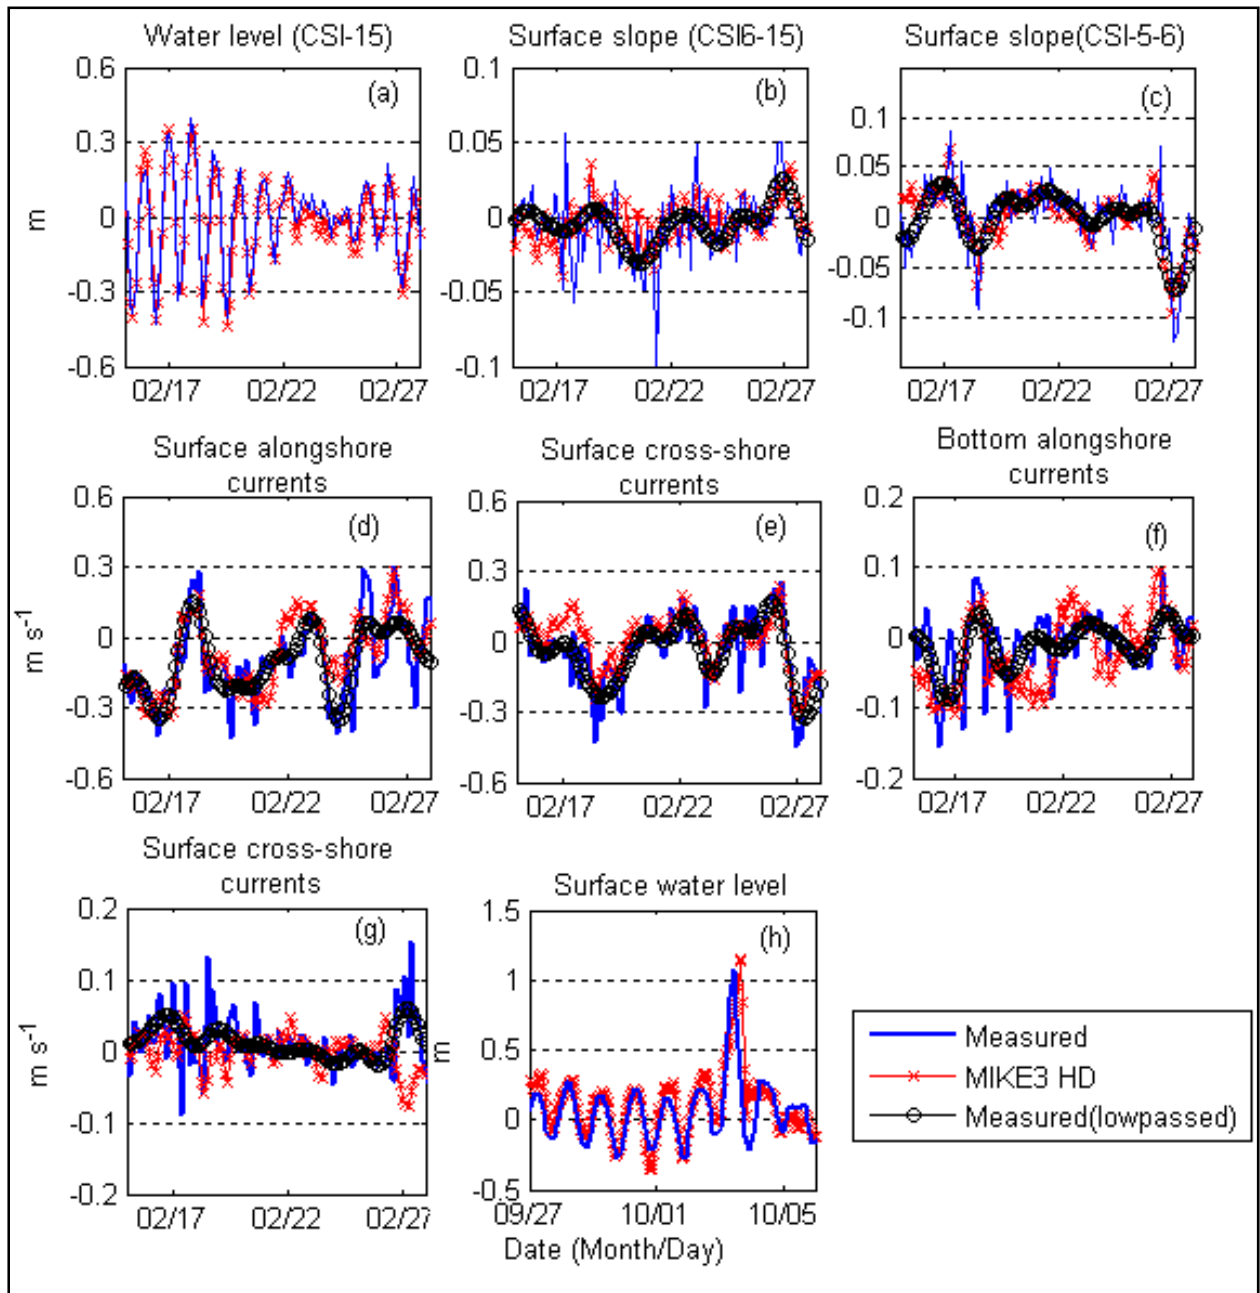 Water level (CSI-15)
Surface slope (CSI6-15)
Surface slope(CSI-5-6)
0.6
0.3
0
-0.3
-0.6
m
(a)
02/17
02/22
02/27
0.1
0.05
0
-0.05
-0.1
(b)
02/17
02/22
02/27
0.1
0.05
0
-0.05
-0.1
(c)
02/17
02/22
02/27
Surface alongshore
currents
Surface cross-shore
currents
Bottom alongshore
currents
0.6
0.3
0
-0.3
-0.6
m s-1
(d)
02/17
02/22
02/27
0.6
0.3
0
-0.3
-0.6
(e)
02/17
02/22
02/27
0.2
0.1
0
-0.1
-0.2
(f)
02/17
02/22
02/27
Surface cross-shore
currents
Surface water level
0.2
0.1
0
-0.1
-0.2
m s-1
(g)
02/17
02/22
02/27
1.5
1
0.5
0
-0.5
m
(h)
09/27
10/01
10/05
Date (Month/Day)
Measured
MIKE3 HD
Measured(lowpassed)